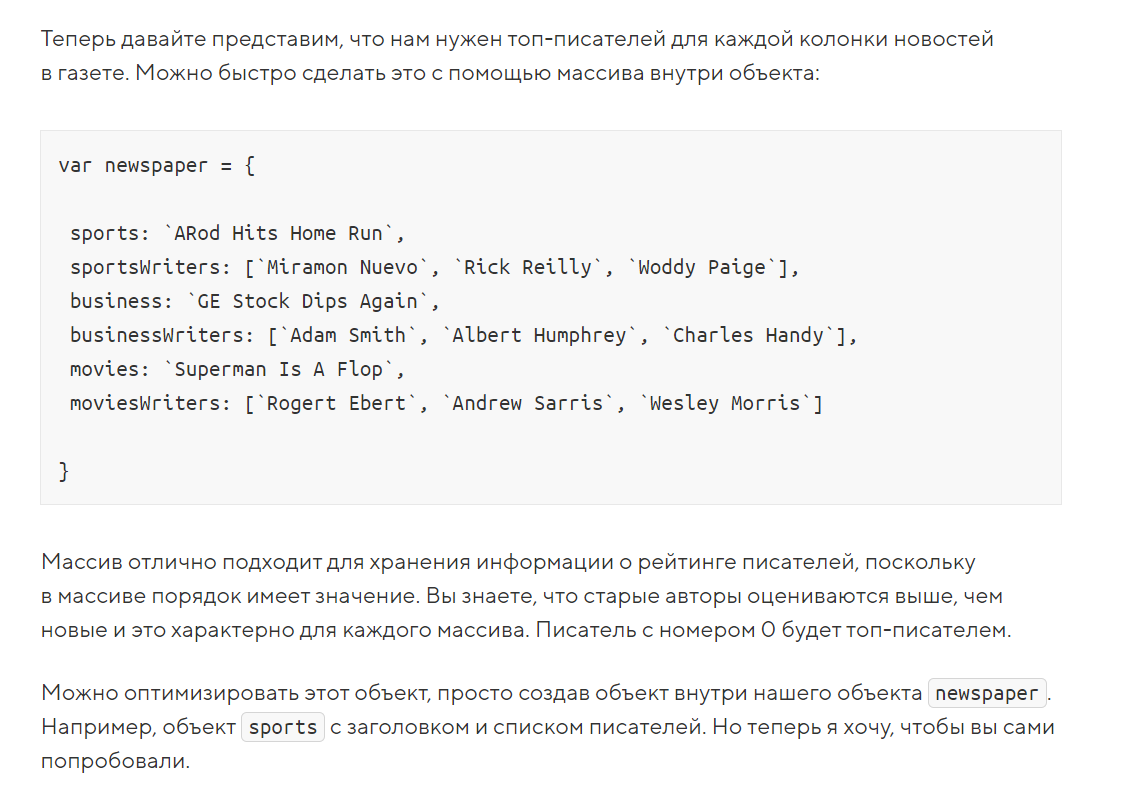 Теперь давайте представим, что нам нужен топ-писателей для каждой колонки новостей
в газете. Можно быстро сделать это с помощью массива внутри объекта:
var newspaper = {
sports: `ARod Hits Home Run`,
sportsWriters: [`Miramon Nuevo`, `Rick Reilly`, `Woddy Paige`],
business: `GE Stock Dips Again`,
businessWriters: [`Adam Smith`, `Albert Humphrey`, `Charles Handy`],
movies: `Superman Is A Flop`,
moviesWriters: [`Rogert Ebert`, `Andrew Sarris`, `Wesley Morris`]
}
Массив отлично подходит для хранения информации о рейтинге писателей, поскольку
в массиве порядок имеет значение. Вы знаете, что старые авторы оцениваются выше, чем
новые и это характерно для каждого массива. Писатель с номером 0 будет топ-писателем.
Можно оптимизировать этот объект, просто создав объект внутри нашего объекта newspaper.
Например, объект sports с заголовком и списком писателей. Но теперь я хочу, чтобы вы сами
попробовали.